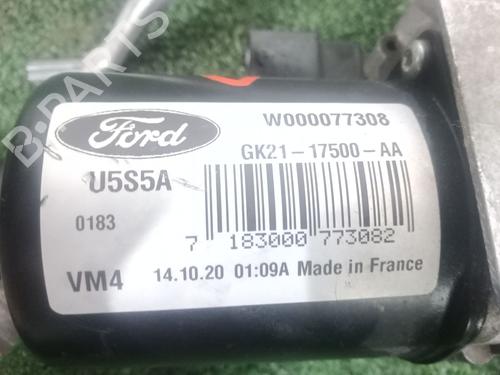 B-PARTS
Ford
W000077308
GK21-17500-AA
U5S5A
0183
7 183000 773082
VM4 14.10.20 01:09A Made in France